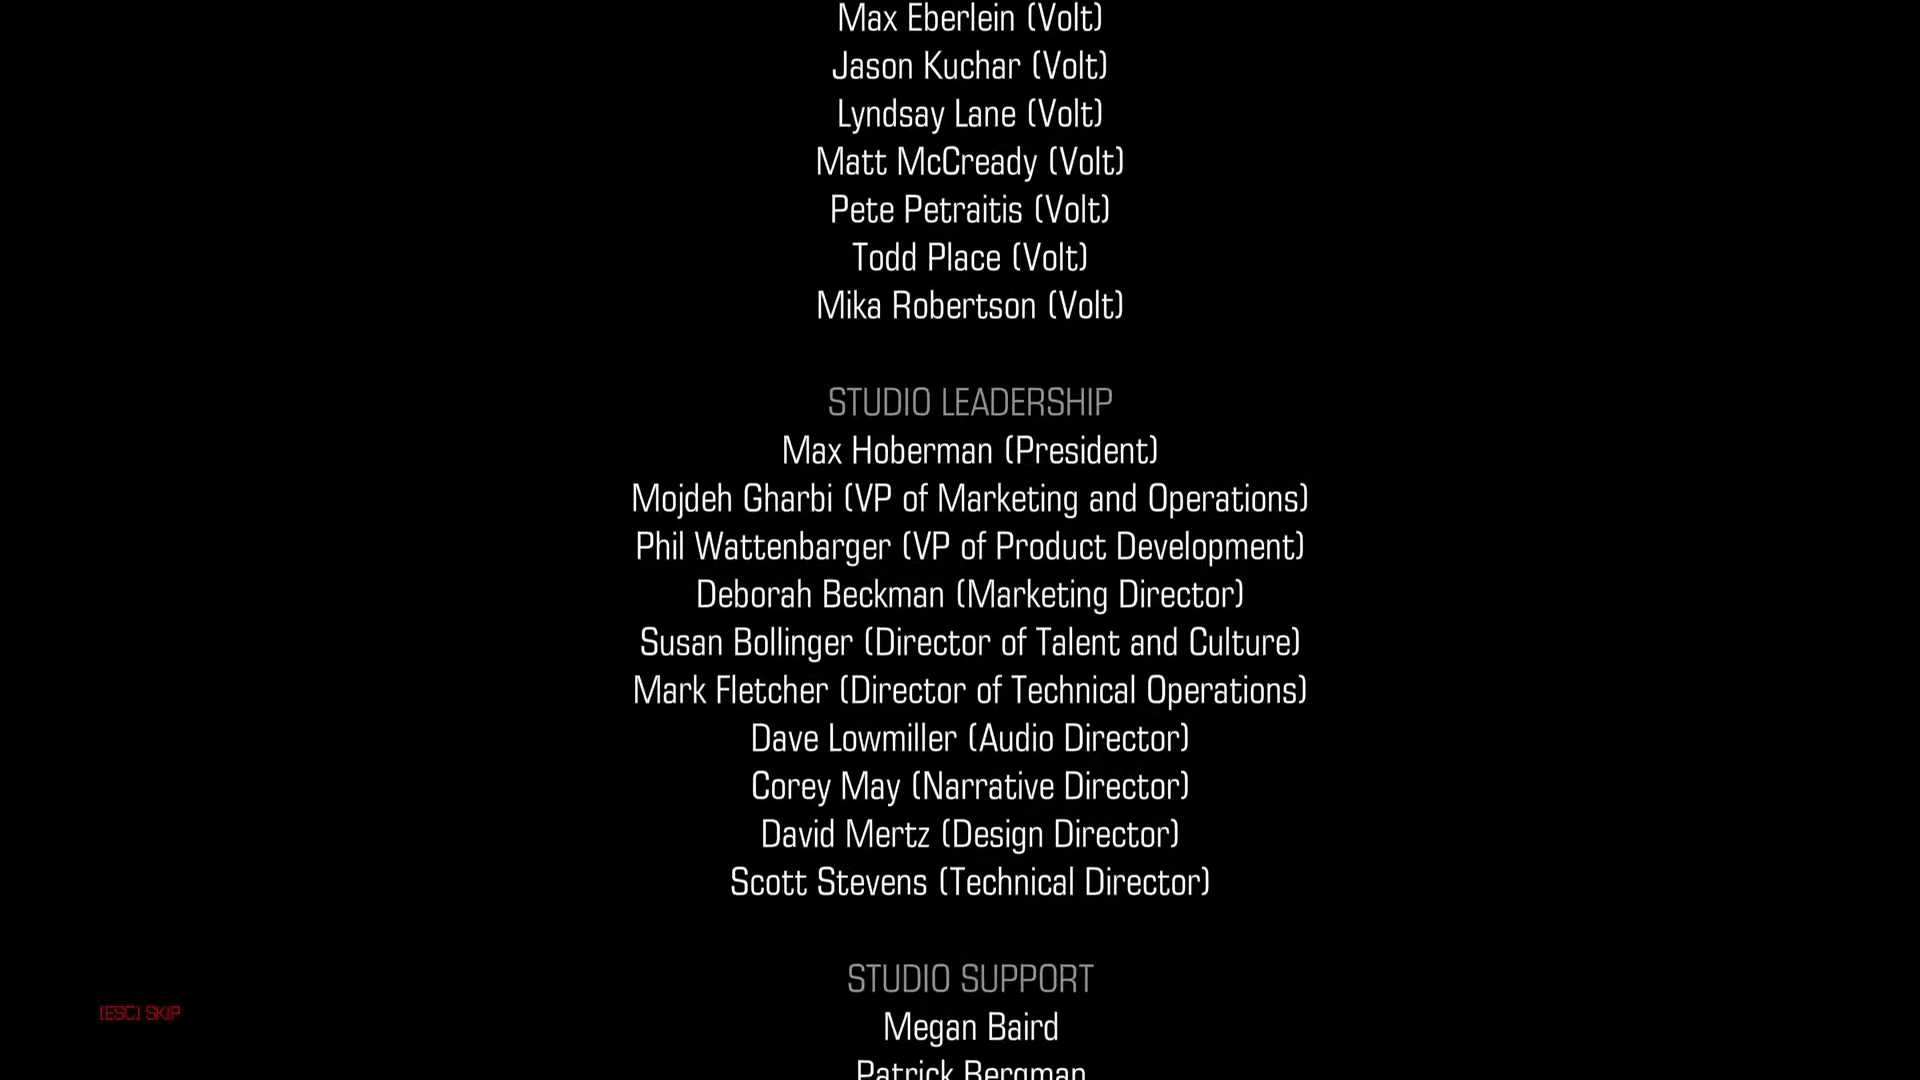 Max Eberlein (Volt)
Jason Kuchar (Volt)
Lyndsay Lane (Volt)
Matt McCready (Volt)
Pete Petraitis (Volt)
Todd Place (Volt)
Mika Robertson (Volt)
STUDIO LEADERSHIP
Max Hoberman (President)
Mojdeh Gharbi (VP of Marketing and Operations)
Phil Wattenbarger (VP of Product Development)
Deborah Beckman (Marketing Director)
Susan Bollinger (Director of Talent and Culture)
Mark Fletcher (Director of Technical Operations)
Dave Lowmiller (Audio Director)
Corey May (Narrative Director)
David Mertz (Design Director)
Scott Stevens (Technical Director)
STUDIO SUPPORT
[ESC] SKIP
Megan Baird
Patrick Bergman